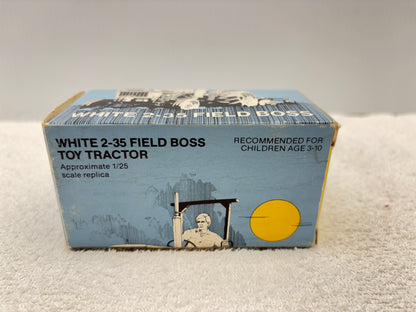 WHITE 2-35 FIELD BOSS
WHITE 2-35 FIELD BOSS
TOY TRACTOR
Approximate 1/25
scale replica
RECOMMENDED FOR
CHILDREN AGE 3-10